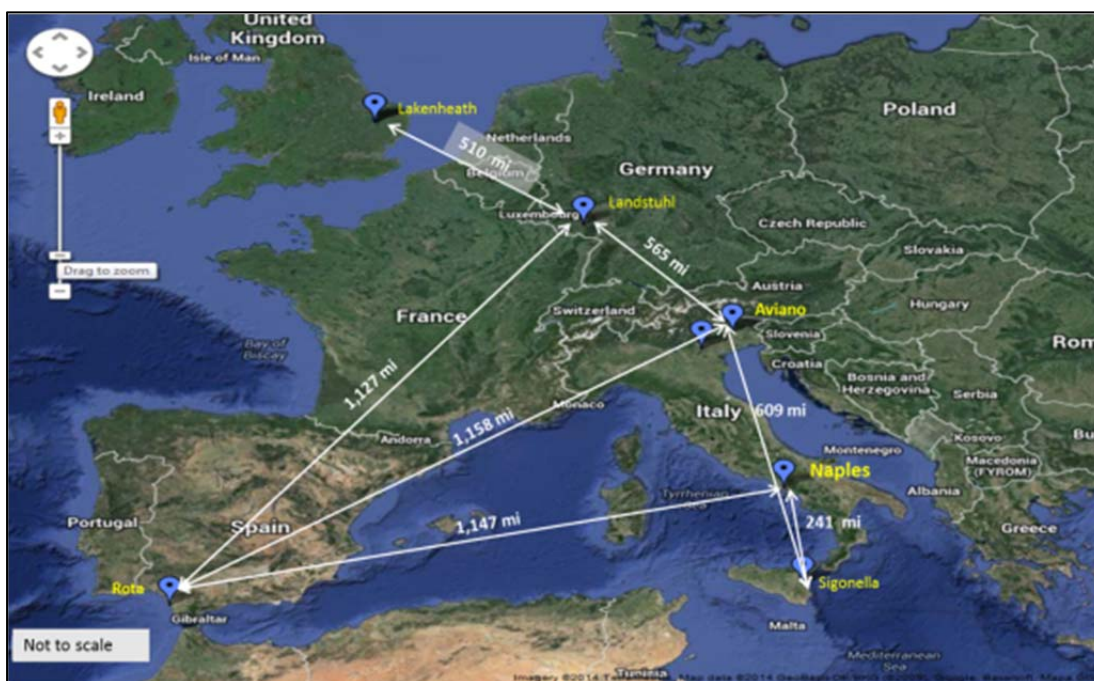 United
Kingdom
Isle of Man
Ireland
Lakenheath
Netherlands
510 mi
Belgium
Poland
Germany
Luxembourg
Landstuhl
Czech Republic
Slovakia
565 mi
Drag to zoom
Austria
Switzerland
Aviano
Hungary
France
Slovenia
Croatia
Rom
Bay of
Biscay
Bosnia and
Herzegovina
Serbia
1,127 mi
Monaco
Italy
609 mi
Andorra
1,158 mi
Kosovo
Bu
Montenegro
Macedonia
(FYROM)
Naples
Tyrrhenian
Albania
Portugal
Spain
1,147 mi
241 mi
Greece
Rota
Sigonella
Gibraltar
Malta
Not to scale
Mediterranean
Sea
Tunisia